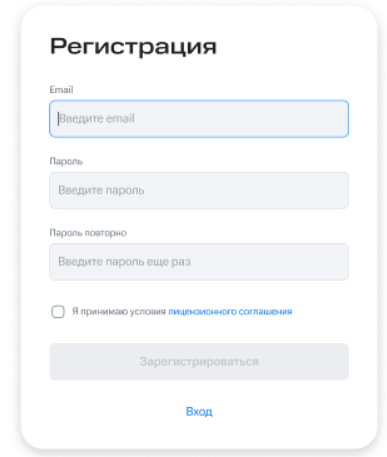 Регистрация
Email
Введите email
Пароль
Введите пароль
Пароль повторно
Введите пароль еще раз
Я принимаю условия лицензионного соглашения
Зарегистрироваться
Вход